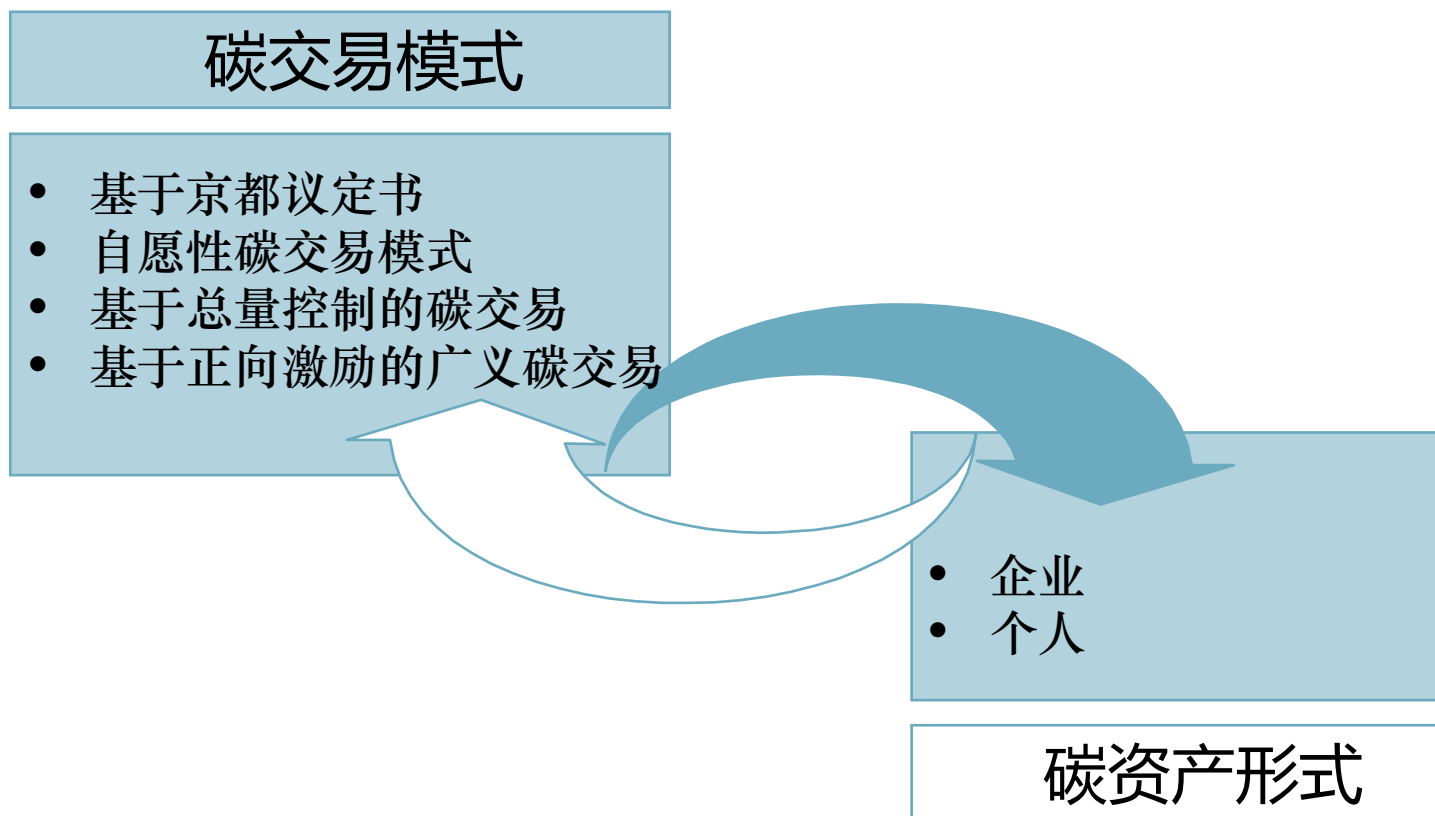 碳交易模式
• 基于京都议定书
• 自愿性碳交易模式
• 基于总量控制的碳交易
• 基于正向激励的广义碳交易
• 企业
• 个人
碳资产形式